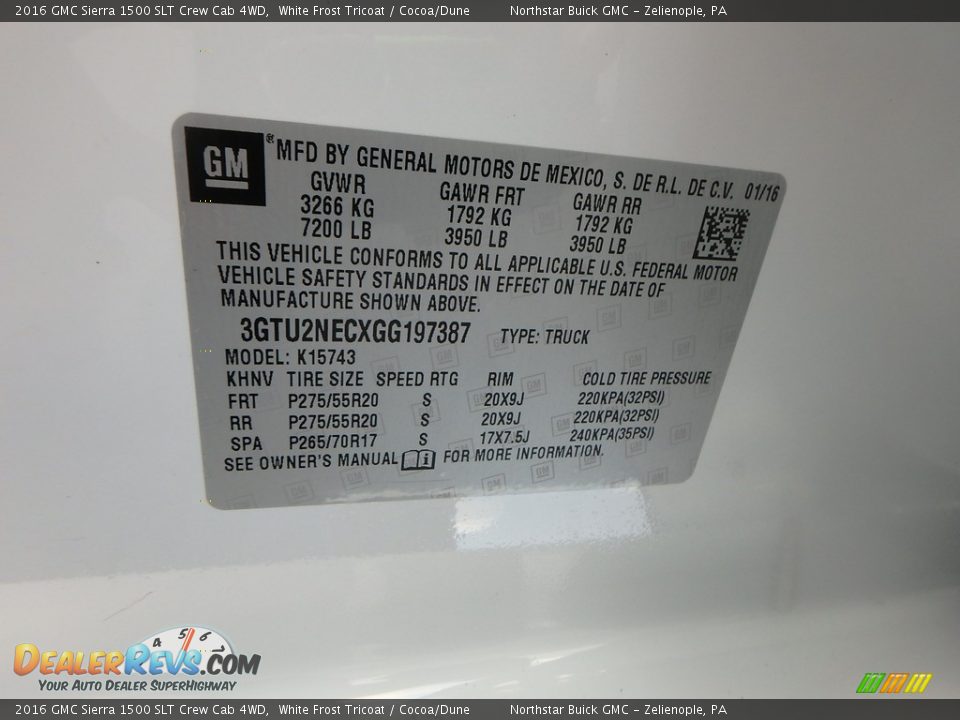 2016 GMC Sierra 1500 SLT Crew Cab 4WD, White Frost Tricoat / Cocoa/Dune Northstar Buick GMC - Zelienople, PA
GM ® MFD BY GENERAL MOTORS DE MEXICO, S. DE R.L. DE C.V. 01/16
GVWR GAWR FRT GAWR RR
3266 KG 1792 KG 1792 KG
7200 LB 3950 LB 3950 LB
THIS VEHICLE CONFORMS TO ALL APPLICABLE U.S. FEDERAL MOTOR
VEHICLE SAFETY STANDARDS IN EFFECT ON THE DATE OF
MANUFACTURE SHOWN ABOVE.
3GTU2NECXGG197387 TYPE: TRUCK
MODEL: K15743
KHNV TIRE SIZE SPEED RTG RIM COLD TIRE PRESSURE
FRT P275/55R20 S 20X9J 220KPA(32PSI)
RR P275/55R20 S 20X9J 220KPA(32PSI)
SPA P265/70R17 S 17X7.5J 240KPA(35PSI)
SEE OWNER'S MANUAL i FOR MORE INFORMATION.
4 5 6 7
DEALERREVS.COM
YOUR AUTO DEALER SUPERHIGHWAY
2016 GMC Sierra 1500 SLT Crew Cab 4WD, White Frost Tricoat / Cocoa/Dune Northstar Buick GMC - Zelienople, PA